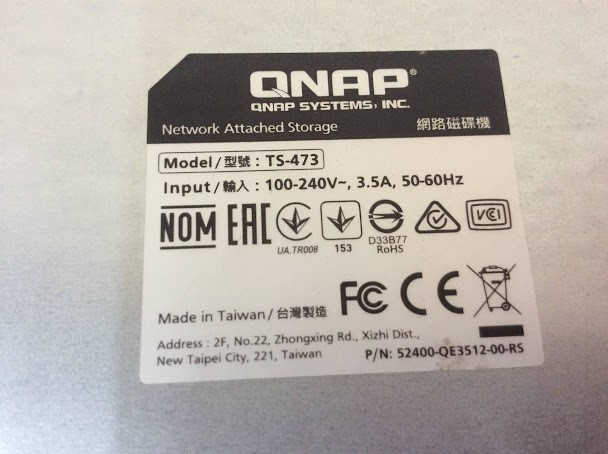 QNAP®
QNAP SYSTEMS, INC.
Network Attached Storage 網路磁碟機
Model/型號: TS-473
Input/輸入: 100-240V~, 3.5A, 50-60Hz
NOM EAC UA.TR008 153 D33B77 RoHS VCCI
Made in Taiwan/台灣製造 FC CE
Address : 2F, No.22, Zhongxing Rd., Xizhi Dist.,
New Taipei City, 221, Taiwan P/N: 52400-QE3512-00-RS